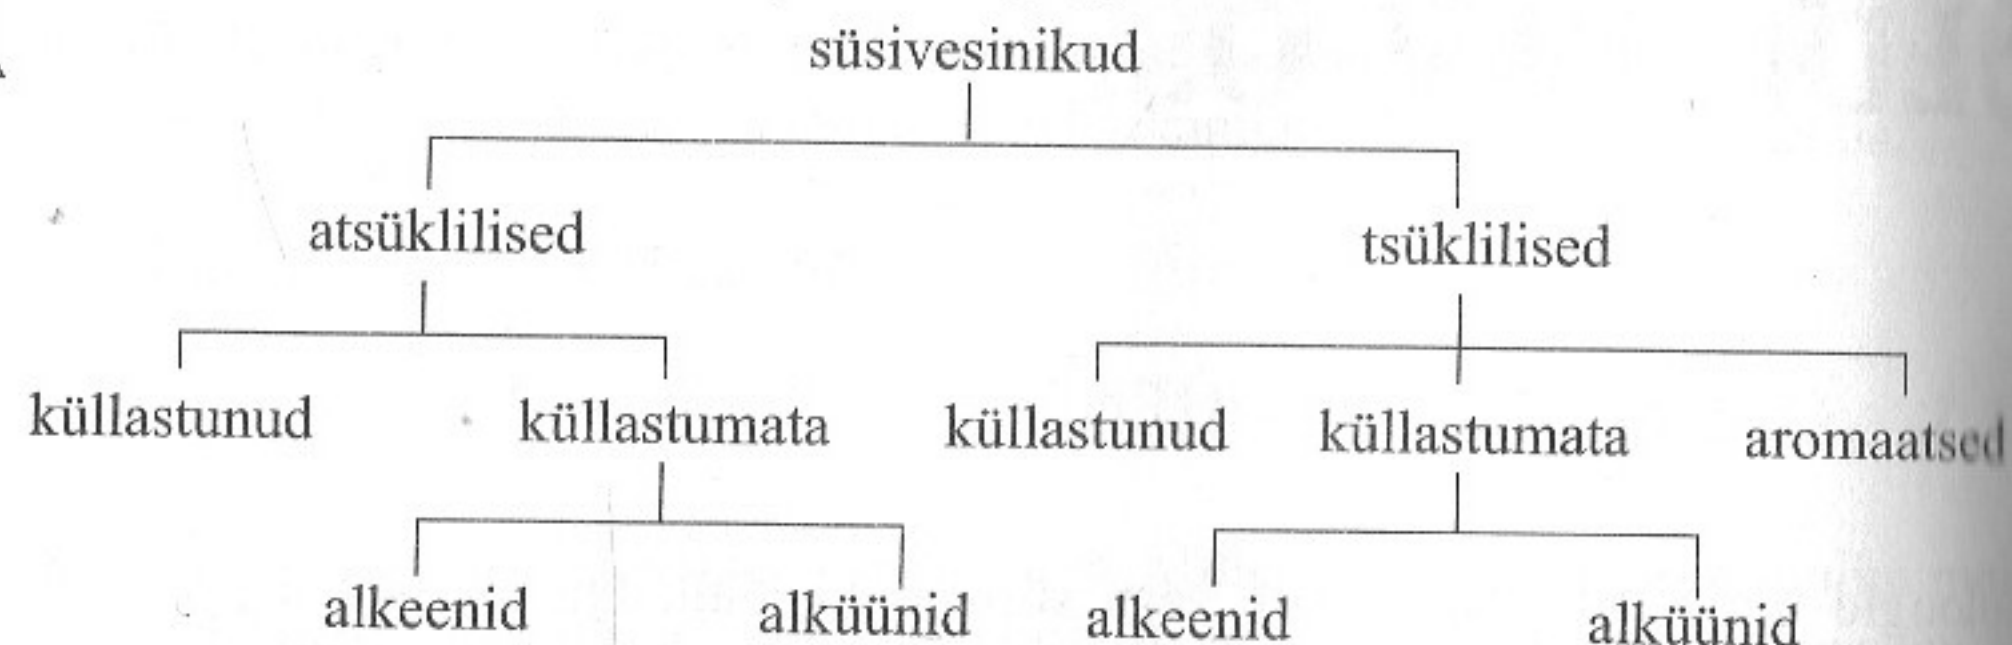 süsivesinikud
atsüklilised tsüklilised
küllastunud küllastumata küllastunud küllastumata aromaatsed
alkeenid alküünid alkeenid alküünid